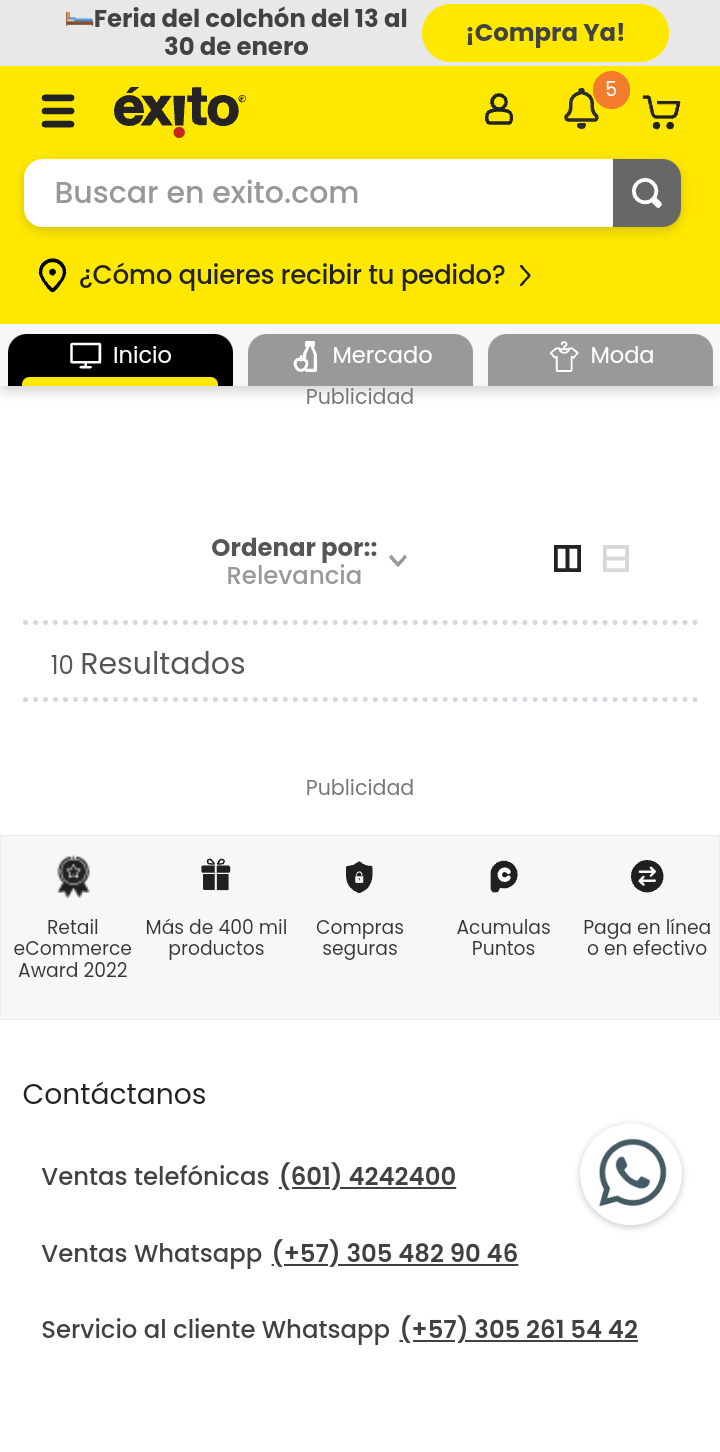 Feria del colchón del 13 al
30 de enero
¡Compra Ya!
éxito
5
Buscar en exito.com
¿Cómo quieres recibir tu pedido?
Inicio
Mercado
Moda
Publicidad
Ordenar por::
Relevancia
10 Resultados
Publicidad
Retail
eCommerce
Award 2022
Más de 400 mil
productos
Compras
seguras
Acumulas
Puntos
Paga en línea
o en efectivo
Contáctanos
Ventas telefónicas (601) 4242400
Ventas Whatsapp (+57) 305 482 90 46
Servicio al cliente Whatsapp (+57) 305 261 54 42